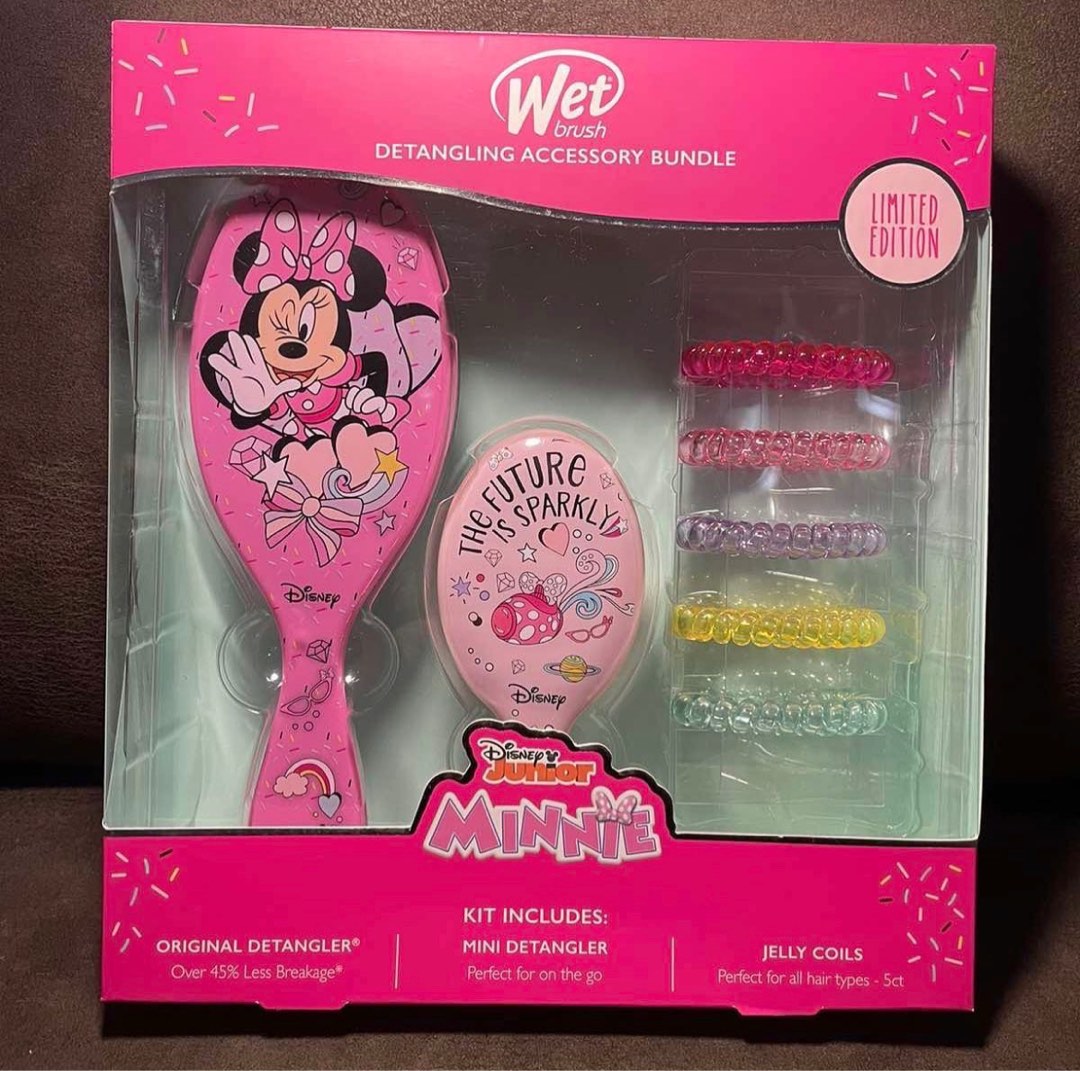 Wet
brush
DETANGLING ACCESSORY BUNDLE
LIMITED
EDITION
THE FUTURE
IS SPARKLY
DISNEY
DISNEY
DISNEY
JUNIOR
MINNIE
KIT INCLUDES:
ORIGINAL DETANGLER®
Over 45% Less Breakage*
MINI DETANGLER
Perfect for on the go
JELLY COILS
Perfect for all hair types - 5ct